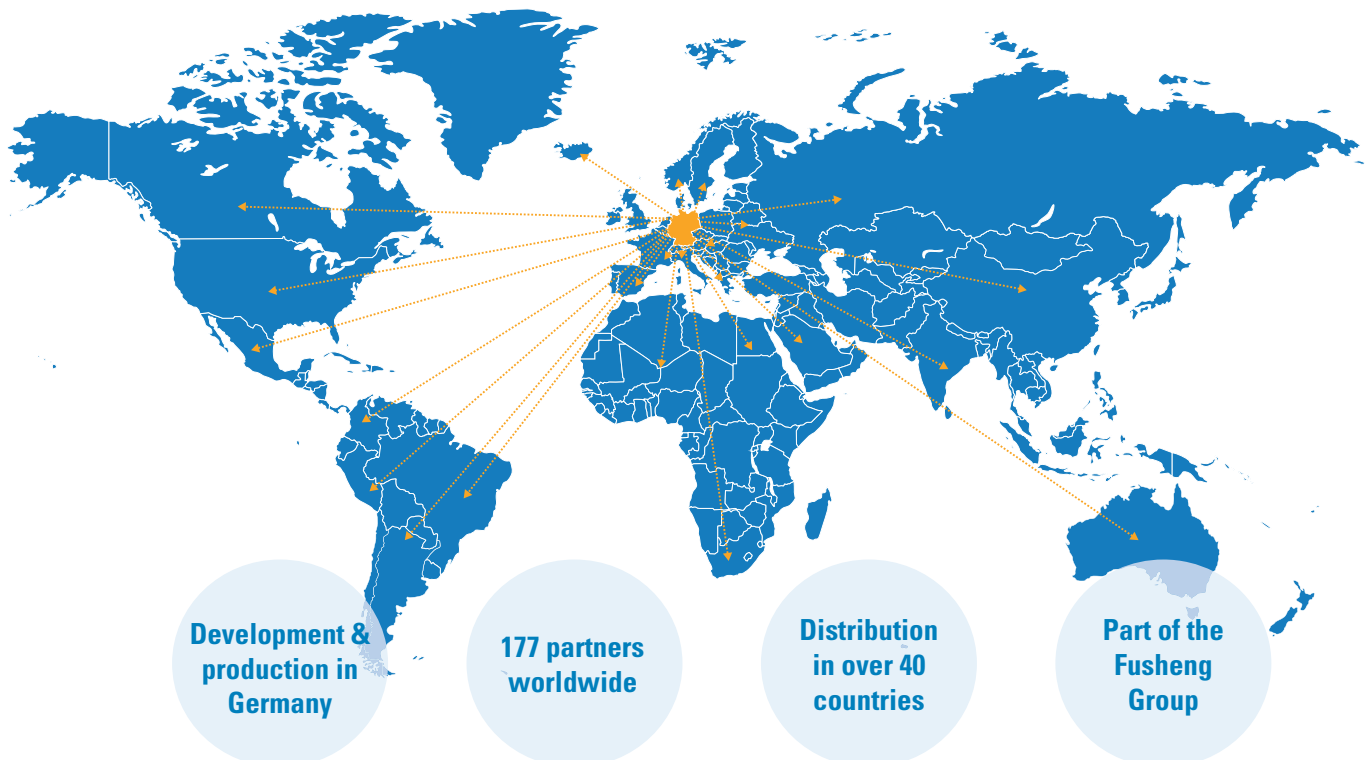 Development &
production in
Germany
177 partners
worldwide
Distribution
in over 40
countries
Part of the
Fusheng
Group